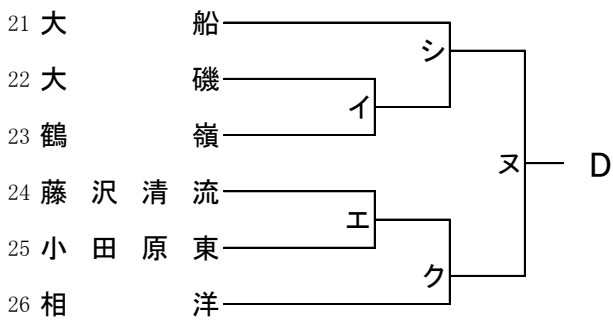 21 大船
シ
22 大磯
イ
23 鶴嶺
ヌ D
24 藤沢清流
エ
25 小田原東
ク
26 相洋